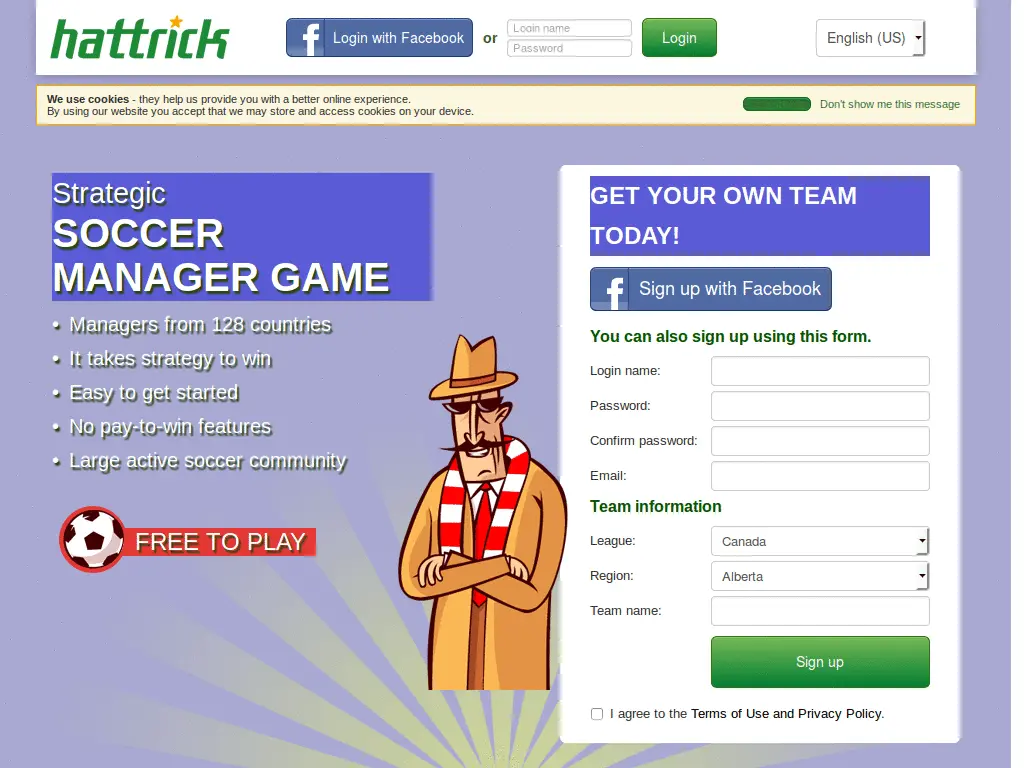 hattrick
Login with Facebook
or
Login name
Password
Login
English (US)
We use cookies - they help us provide you with a better online experience.
By using our website you accept that we may store and access cookies on your device.
Don't show me this message
Strategic
SOCCER
MANAGER GAME
• Managers from 128 countries
• It takes strategy to win
• Easy to get started
• No pay-to-win features
• Large active soccer community
FREE TO PLAY
GET YOUR OWN TEAM
TODAY!
Sign up with Facebook
You can also sign up using this form.
Login name:
Password:
Confirm password:
Email:
Team information
League: Canada
Region: Alberta
Team name:
Sign up
I agree to the Terms of Use and Privacy Policy.